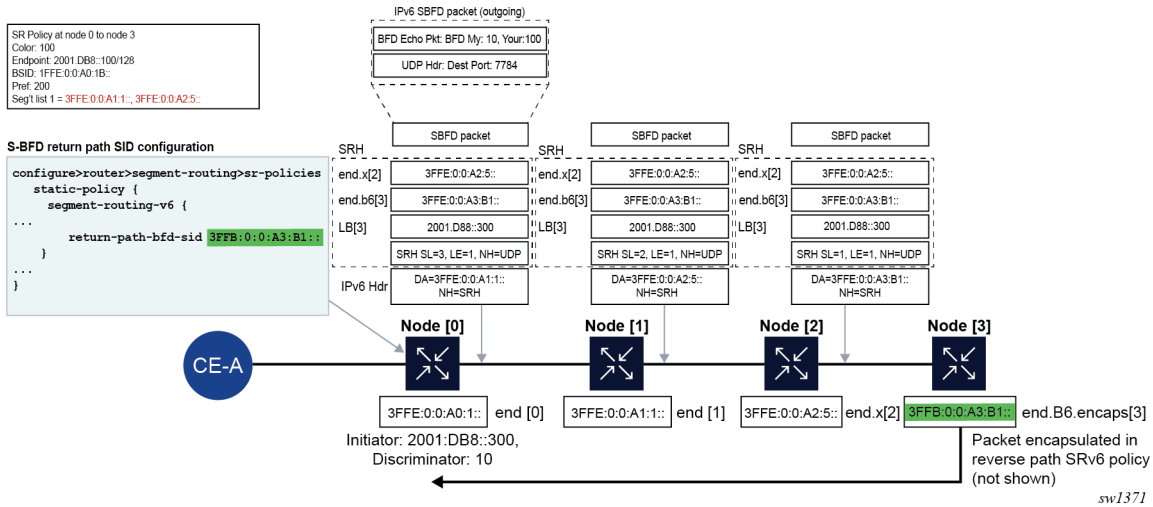 IPv6 SBFD packet (outgoing)
BFD Echo Pkt: BFD My: 10, Your:100
UDP Hdr: Dest Port: 7784
SR Policy at node 0 to node 3
Color: 100
Endpoint: 2001.DB8::100/128
BSID: 1FFE:0:0:A0:1B::
Pref: 200
Seg't list 1 = 3FFE:0:0:A1:1::, 3FFE:0:0:A2:5::
S-BFD return path SID configuration
configure>router>segment-routing>sr-policies
static-policy {
segment-routing-v6 {
...
return-path-bfd-sid 3FFB:0:0:A3:B1::
}
...
}
SBFD packet
SRH
end.x[2]
3FFE:0:0:A2:5::
end.b6[3]
3FFE:0:0:A3:B1::
LB[3]
2001.D88::300
SRH SL=3, LE=1, NH=UDP
IPv6 Hdr
DA=3FFE:0:0:A1:1::
NH=SRH
SBFD packet
SRH
end.x[2]
3FFE:0:0:A2:5::
end.b6[3]
3FFE:0:0:A3:B1::
LB[3]
2001.D88::300
SRH SL=2, LE=1, NH=UDP
DA=3FFE:0:0:A2:5::
NH=SRH
SBFD packet
SRH
end.x[2]
3FFE:0:0:A2:5::
end.b6[3]
3FFE:0:0:A3:B1::
LB[3]
2001.D88::300
SRH SL=1, LE=1, NH=UDP
DA=3FFE:0:0:A3:B1::
NH=SRH
CE-A
Node [0]
Node [1]
Node [2]
Node [3]
3FFE:0:0:A0:1:: end [0]
3FFE:0:0:A1:1:: end [1]
3FFE:0:0:A2:5:: end.x[2]
3FFB:0:0:A3:B1:: end.B6.encaps[3]
Initiator: 2001:DB8::300,
Discriminator: 10
Packet encapsulated in
reverse path SRv6 policy
(not shown)
sw1371